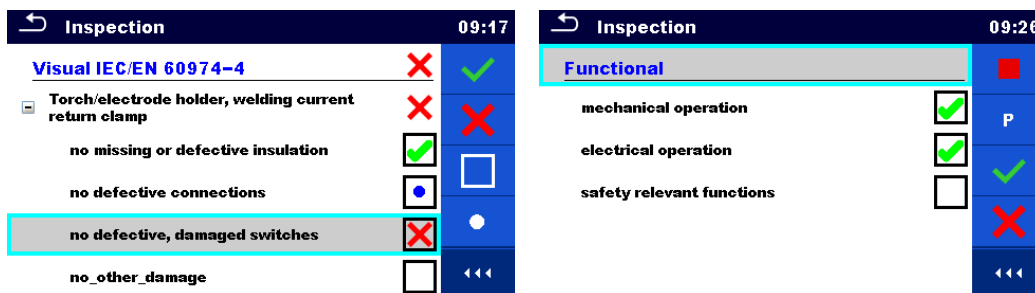 Inspection 09:17
Visual IEC/EN 60974-4
Torch/electrode holder, welding current
return clamp
no missing or defective insulation
no defective connections
no defective, damaged switches
no_other_damage
Inspection 09:26
Functional
P
mechanical operation
electrical operation
safety relevant functions